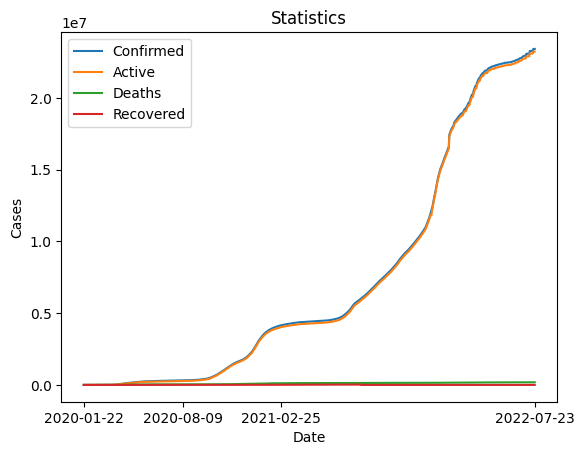 Statistics
1e7
Confirmed
Active
Deaths
Recovered
2.0
1.5
1.0
0.5
0.0
Cases
2020-01-22 2020-08-09 2021-02-25 2022-07-23
Date